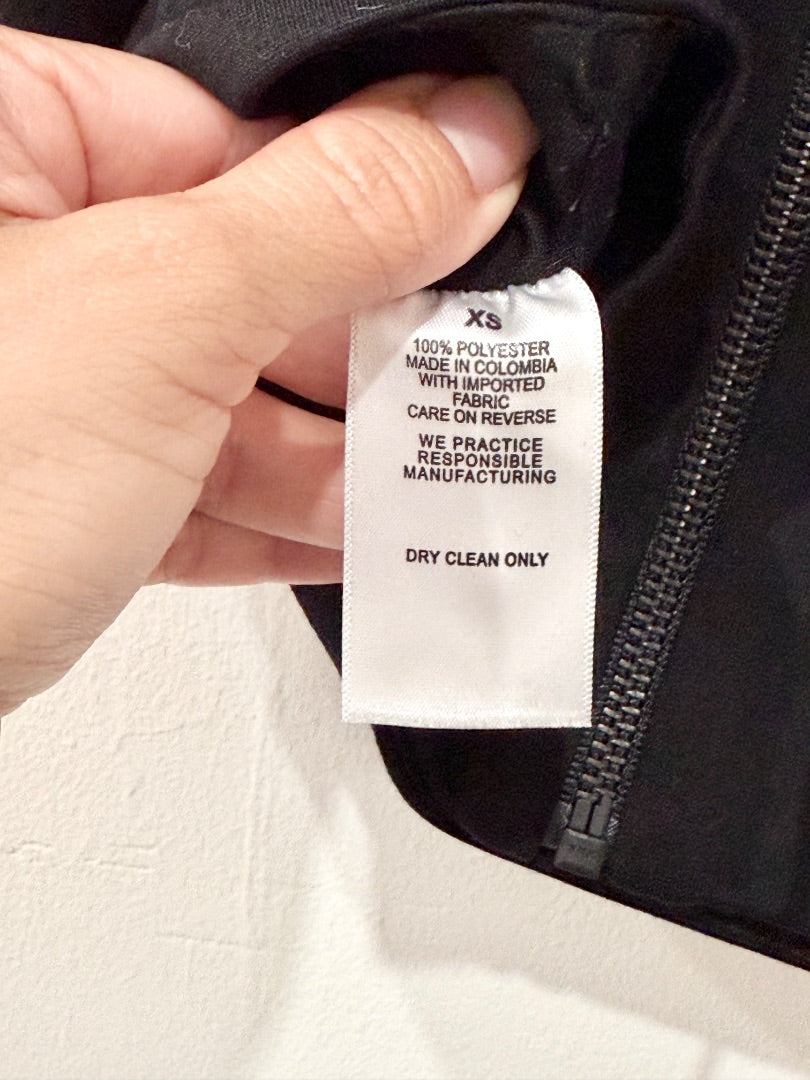 XS
100% POLYESTER
MADE IN COLOMBIA
WITH IMPORTED
FABRIC
CARE ON REVERSE
WE PRACTICE
RESPONSIBLE
MANUFACTURING
DRY CLEAN ONLY